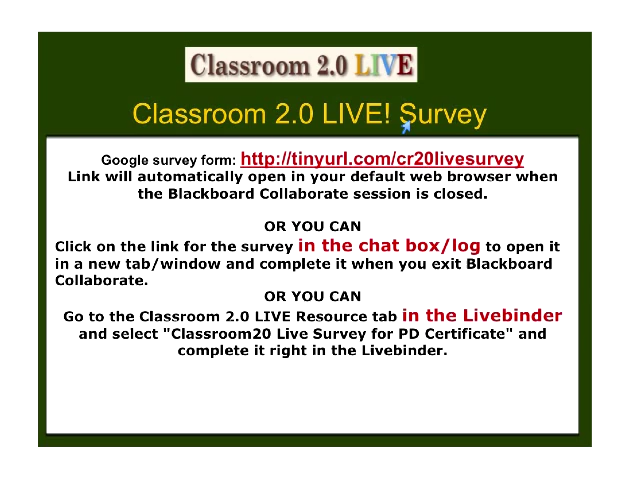 Classroom 2.0 LIVE
Classroom 2.0 LIVE! Survey
Google survey form: http://tinyurl.com/cr20livesurvey
Link will automatically open in your default web browser when
the Blackboard Collaborate session is closed.
OR YOU CAN
Click on the link for the survey in the chat box/log to open it
in a new tab/window and complete it when you exit Blackboard
Collaborate.
OR YOU CAN
Go to the Classroom 2.0 LIVE Resource tab in the Livebinder
and select "Classroom20 Live Survey for PD Certificate" and
complete it right in the Livebinder.